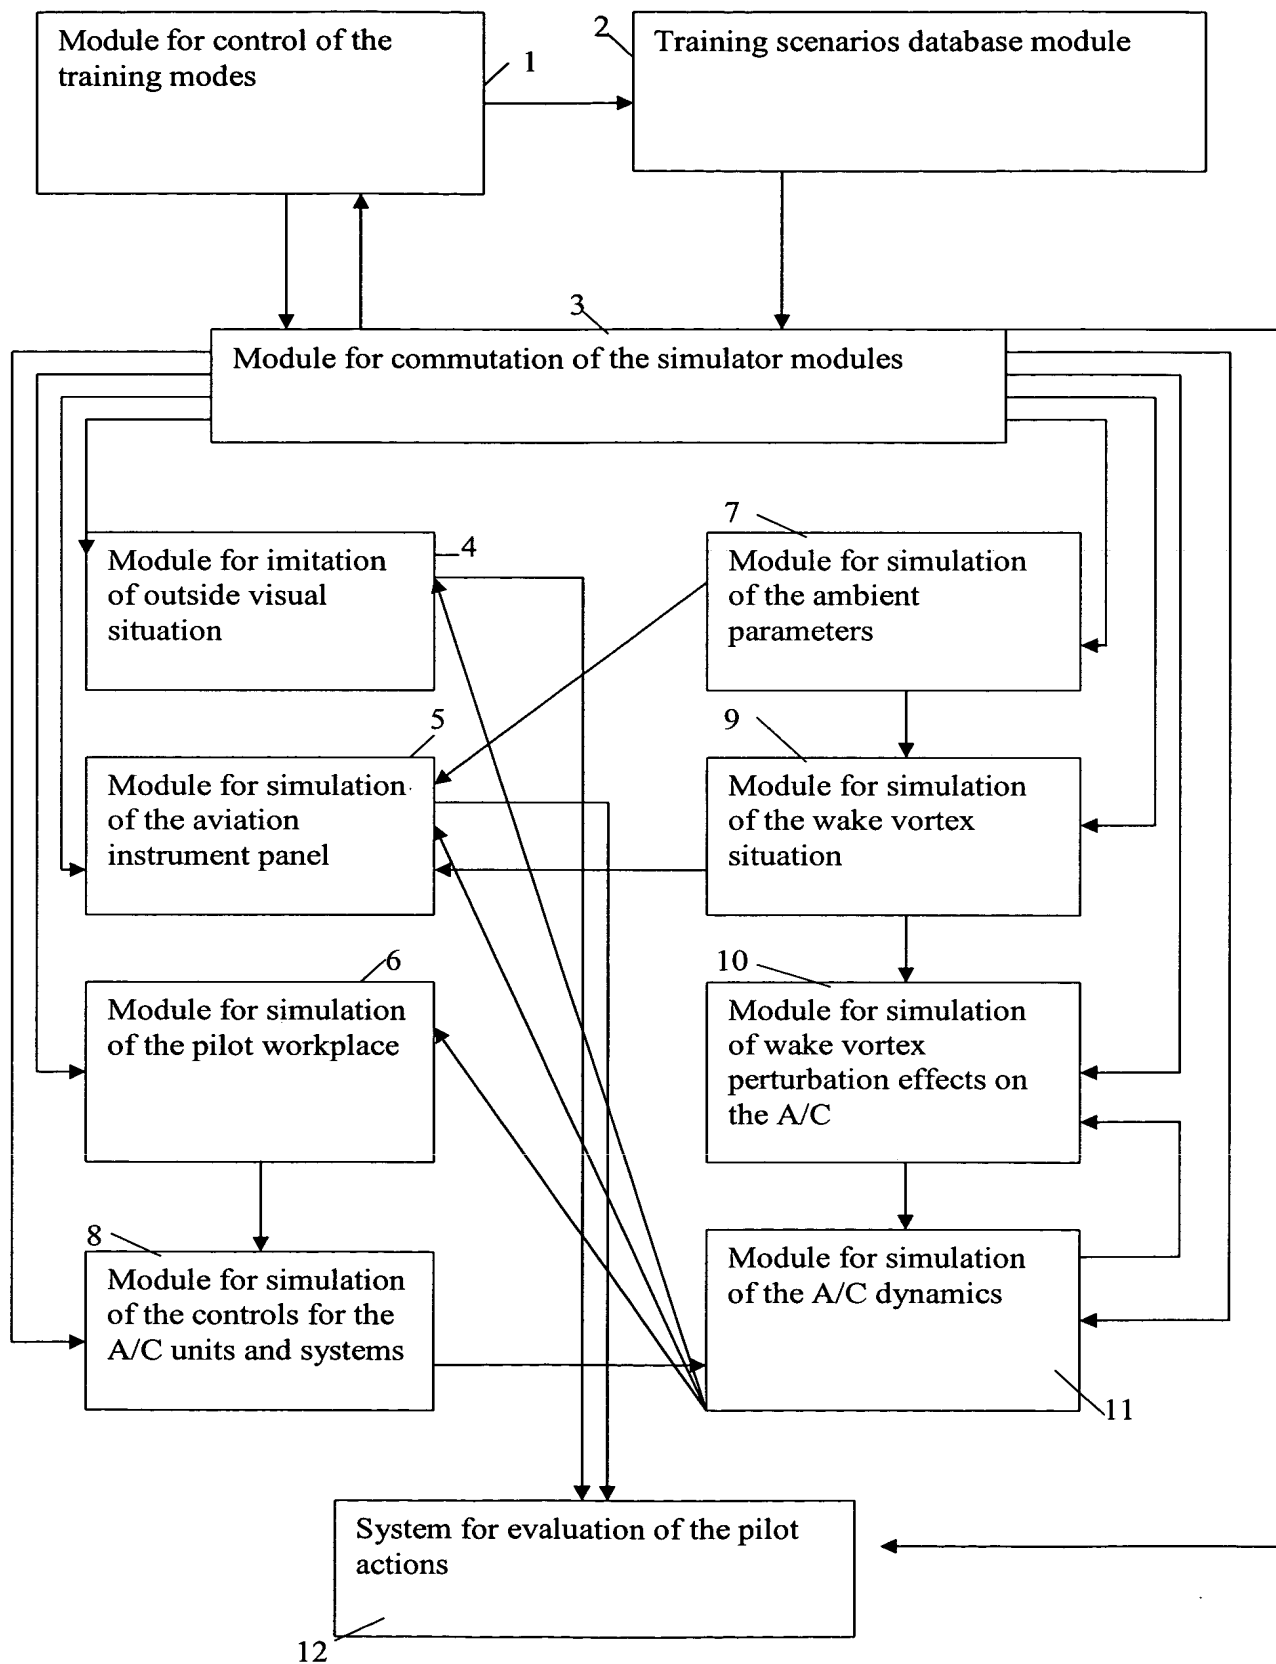 Module for control of the
training modes
1
2
Training scenarios database module
3
Module for commutation of the simulator modules
4
Module for imitation
of outside visual
situation
7
Module for simulation
of the ambient
parameters
5
Module for simulation
of the aviation
instrument panel
9
Module for simulation
of the wake vortex
situation
6
Module for simulation
of the pilot workplace
10
Module for simulation
of wake vortex
perturbation effects on
the A/C
8
Module for simulation
of the controls for the
A/C units and systems
Module for simulation
of the A/C dynamics
11
System for evaluation of the pilot
actions
12